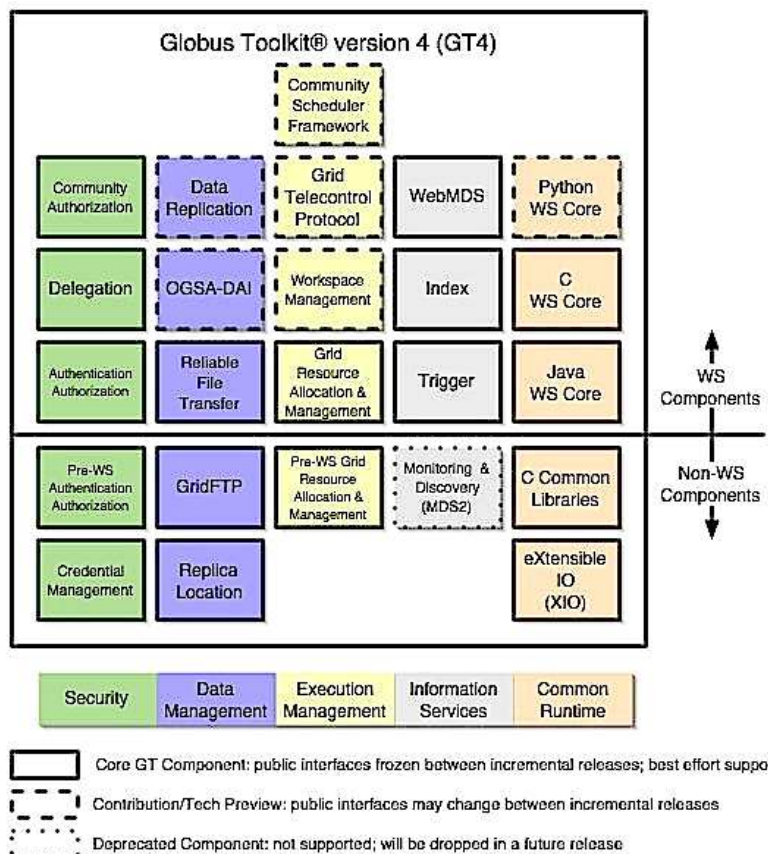 Globus Toolkit® version 4 (GT4)
Community
Scheduler
Framework
Community
Authorization
Data
Replication
Grid
Telecontrol
Protocol
WebMDS
Python
WS Core
Delegation
OGSA-DAI
Workspace
Management
Index
C
WS Core
Authentication
Authorization
Reliable
File
Transfer
Grid
Resource
Allocation &
Management
Trigger
Java
WS Core
WS
Components
Pre-WS
Authentication
Authorization
GridFTP
Pre-WS Grid
Resource
Allocation &
Management
Monitoring &
Discovery
(MDS2)
C Common
Libraries
Non-WS
Components
Credential
Management
Replica
Location
eXtensible
IO
(XIO)
Security
Data
Management
Execution
Management
Information
Services
Common
Runtime
Core GT Component: public interfaces frozen between incremental releases; best effort suppo
Contribution/Tech Preview: public interfaces may change between incremental releases
Deprecated Component: not supported; will be dropped in a future release